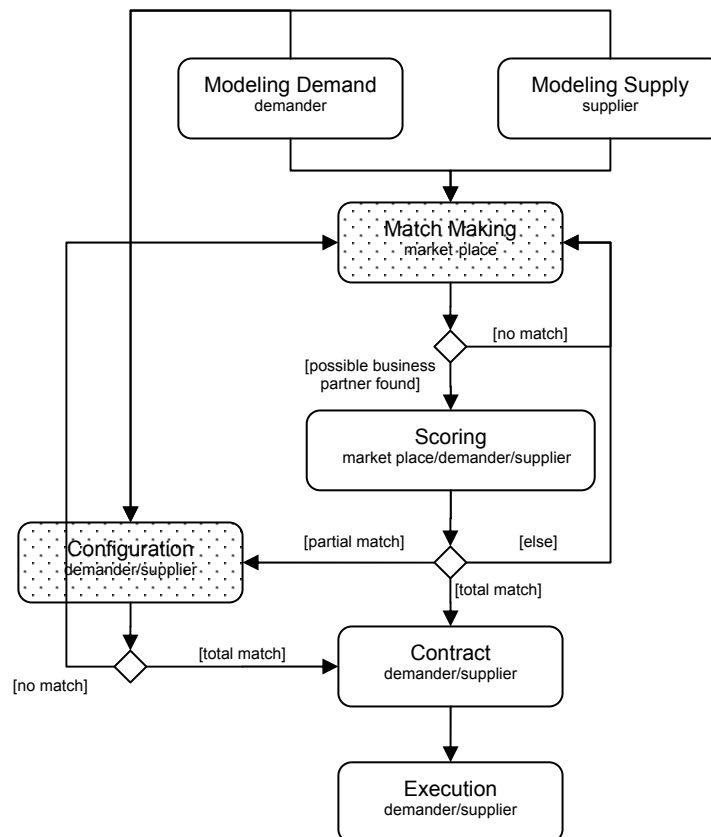 Modeling Demand
demander
Modeling Supply
supplier
Match Making
market place
[no match]
[possible business
partner found]
Scoring
market place/demander/supplier
[partial match]
[else]
Configuration
demander/supplier
[total match]
[no match]
[total match]
Contract
demander/supplier
Execution
demander/supplier